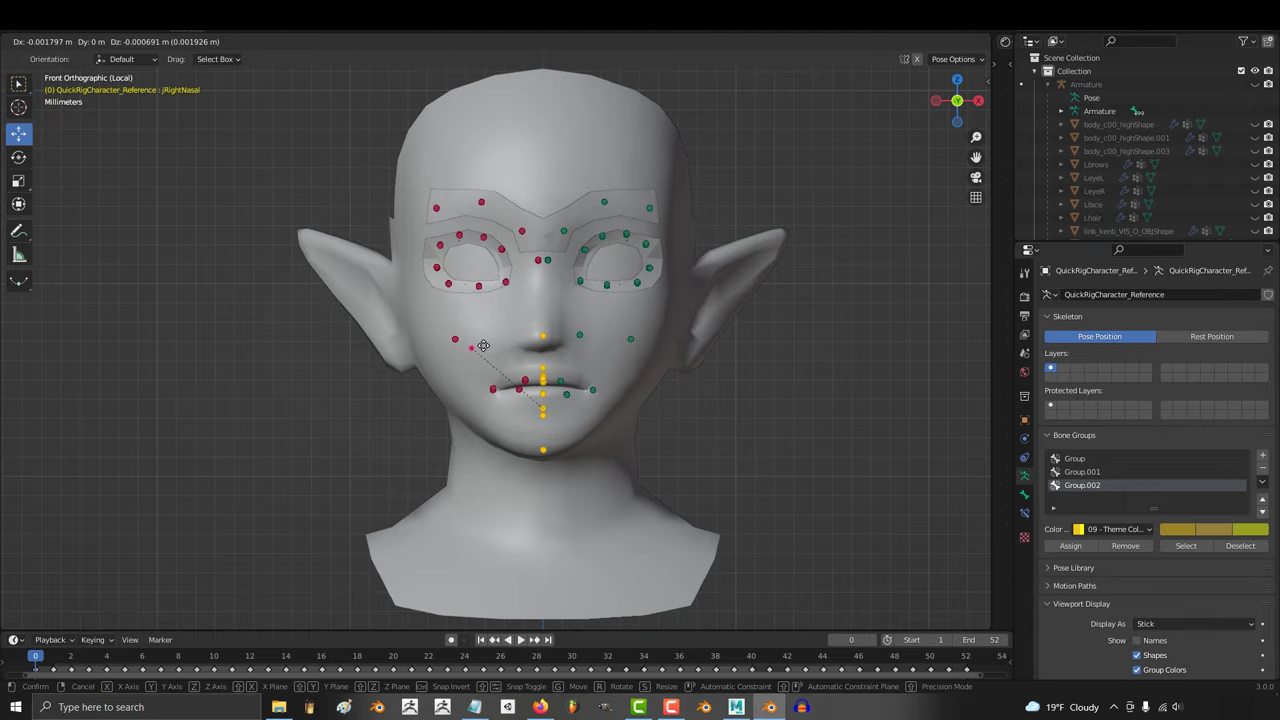 Dx: -0.001797 m  Dy: 0 m  Dz: -0.000691 m (0.001926 m)
Orientation: Default Drag: Select Box X Pose Options
Front Orthographic (Local)
(0) QuickRigCharacter_Reference : jRightNasal
Millimeters
Z
Y
X
Scene Collection
Collection
Armature
Pose
Armature
body_c00_highShape
body_c00_highShape.001
body_c00_highShape.003
Lbrows
LeyeL
LeyeR
Lface
Lhair
link_kenb_VIS_O_OBJShape
QuickRigCharacter_Ref... QuickRigCharacter_Ref...
QuickRigCharacter_Reference
Skeleton
Pose Position Rest Position
Layers:
Protected Layers:
Bone Groups
Group
Group.001
Group.002
Color ... 09 - Theme Col...
Assign Remove Select Deselect
Pose Library
Motion Paths
Viewport Display
Display As Stick
Show Names
Shapes
Group Colors
Playback Keying View Marker 0 Start 1 End 52
0 2 4 6 8 10 12 14 16 18 20 22 24 26 28 30 32 34 36 38 40 42 44 46 48 50 52 54
Confirm Cancel X X Axis Y Y Axis Z Z Axis X X Plane Y Y Plane Z Z Plane Snap Invert Snap Toggle G Move R Rotate S Resize Automatic Constraint Automatic Constraint Plane Precision Mode 3.0.0
Type here to search 19°F Cloudy